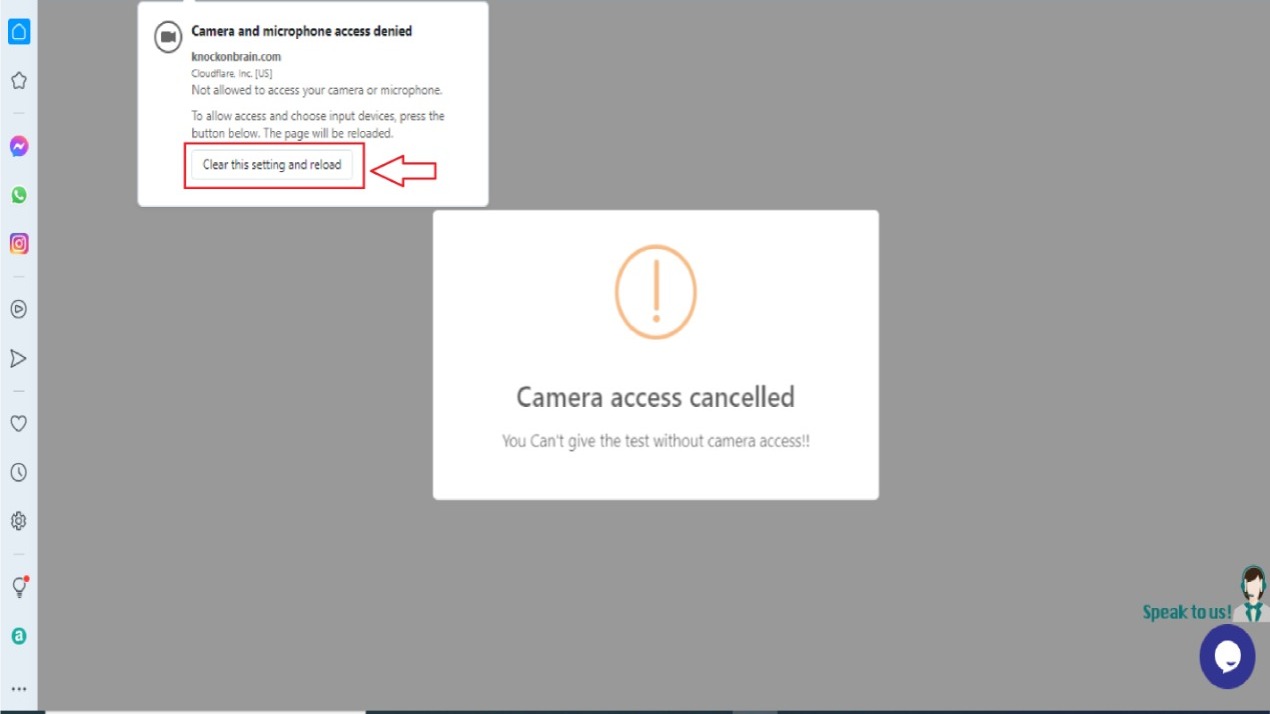 Camera and microphone access denied
knockonbrain.com
Cloudflare, Inc. [US]
Not allowed to access your camera or microphone.
To allow access and choose input devices, press the
button below. The page will be reloaded.
Clear this setting and reload
Camera access cancelled
You Can't give the test without camera access!!
Speak to us!
a